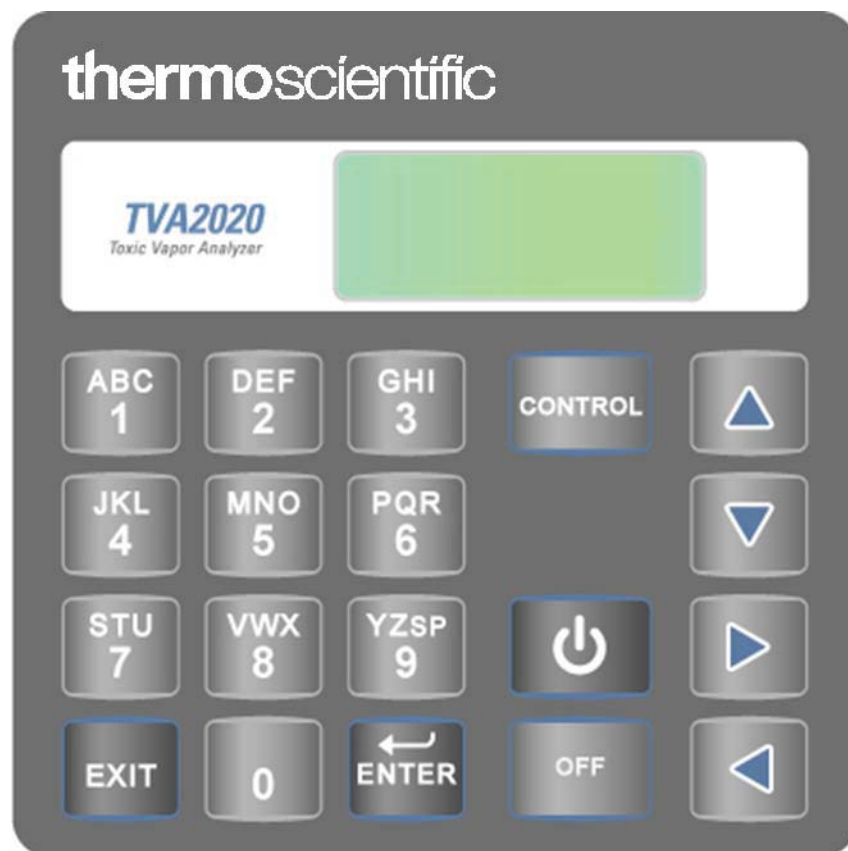 thermoscientific
TVA2020
Toxic Vapor Analyzer
ABC
1
DEF
2
GHI
3
CONTROL
JKL
4
MNO
5
PQR
6
STU
7
VWX
8
YZSP
9
EXIT
0
ENTER
OFF